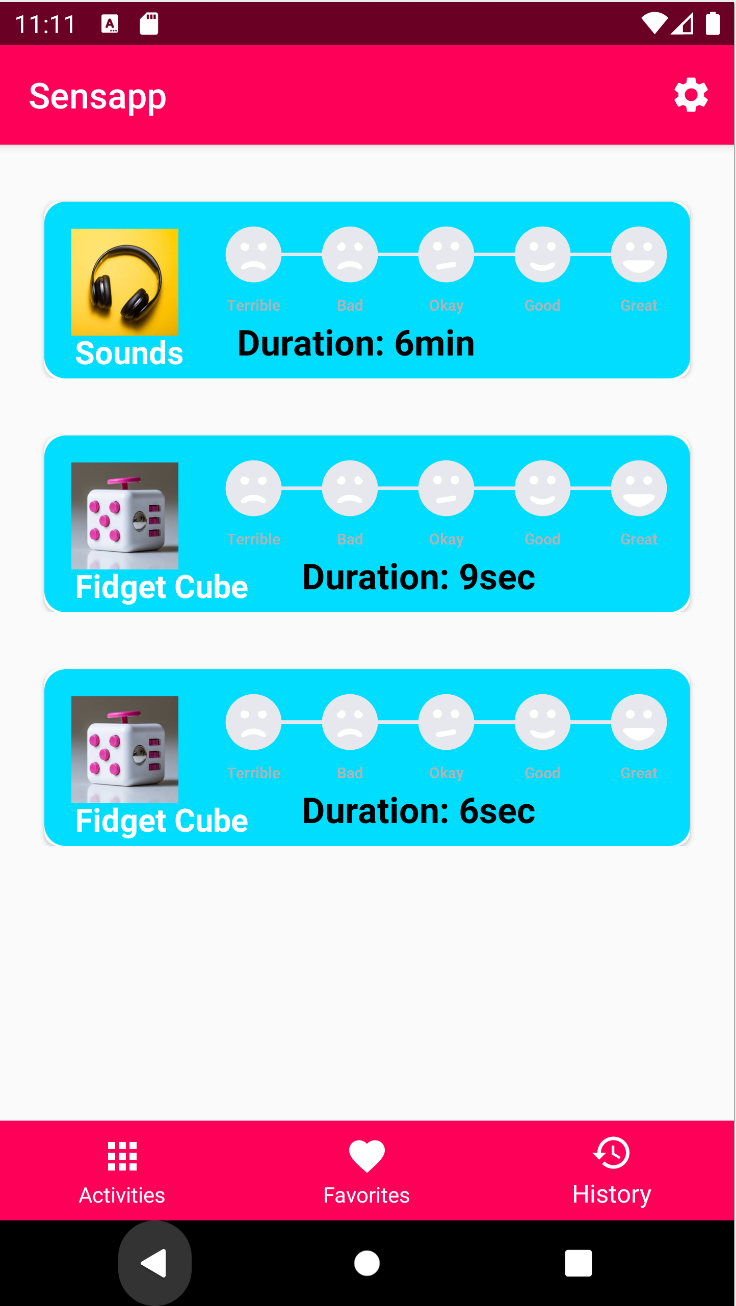 11:11
Sensapp
Terrible Bad Okay Good Great
Sounds Duration: 6min
Terrible Bad Okay Good Great
Fidget Cube Duration: 9sec
Terrible Bad Okay Good Great
Fidget Cube Duration: 6sec
Activities Favorites History